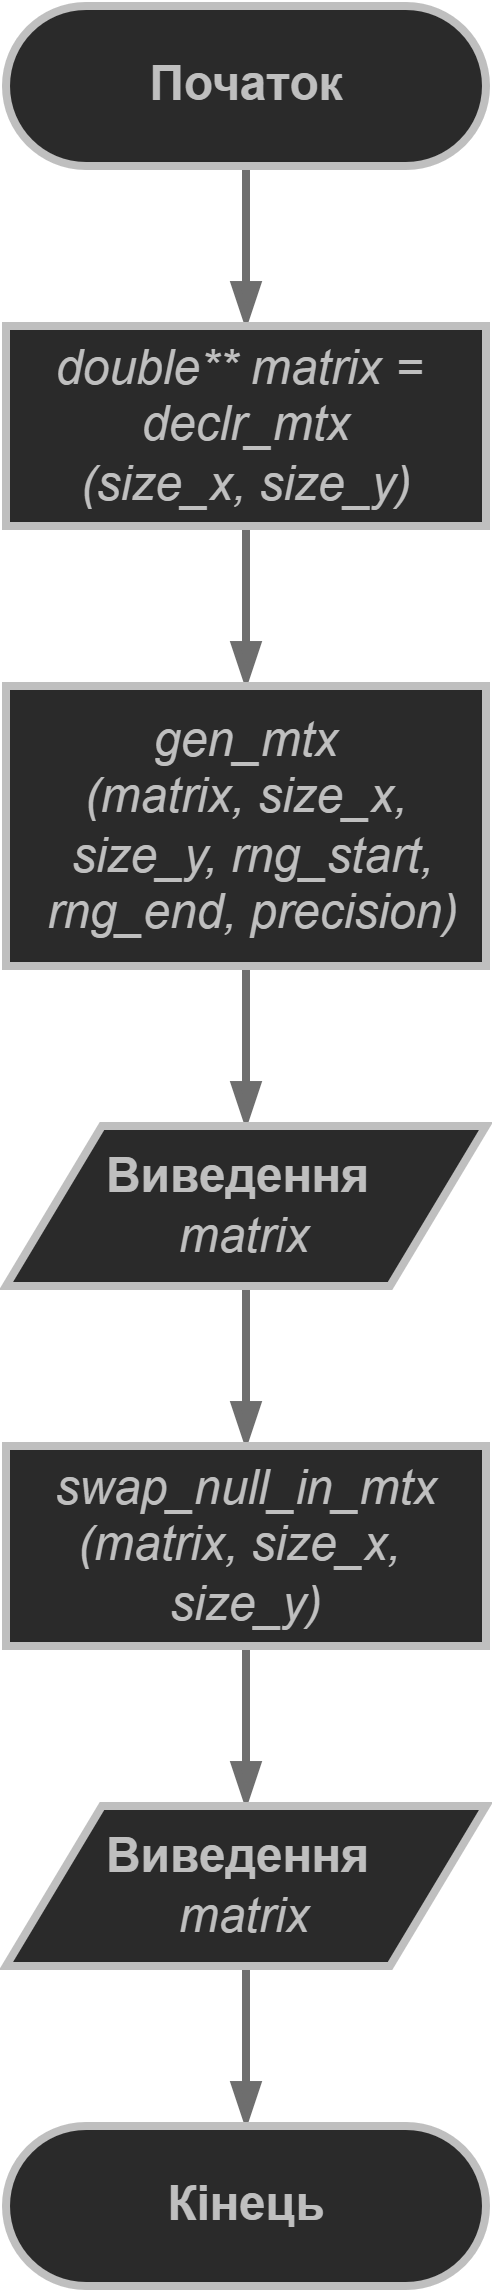 Початок
double** matrix =
declr_mtx
(size_x, size_y)
gen_mtx
(matrix, size_x,
size_y, rng_start,
rng_end, precision)
Виведення
matrix
swap_null_in_mtx
(matrix, size_x,
size_y)
Виведення
matrix
Кінець